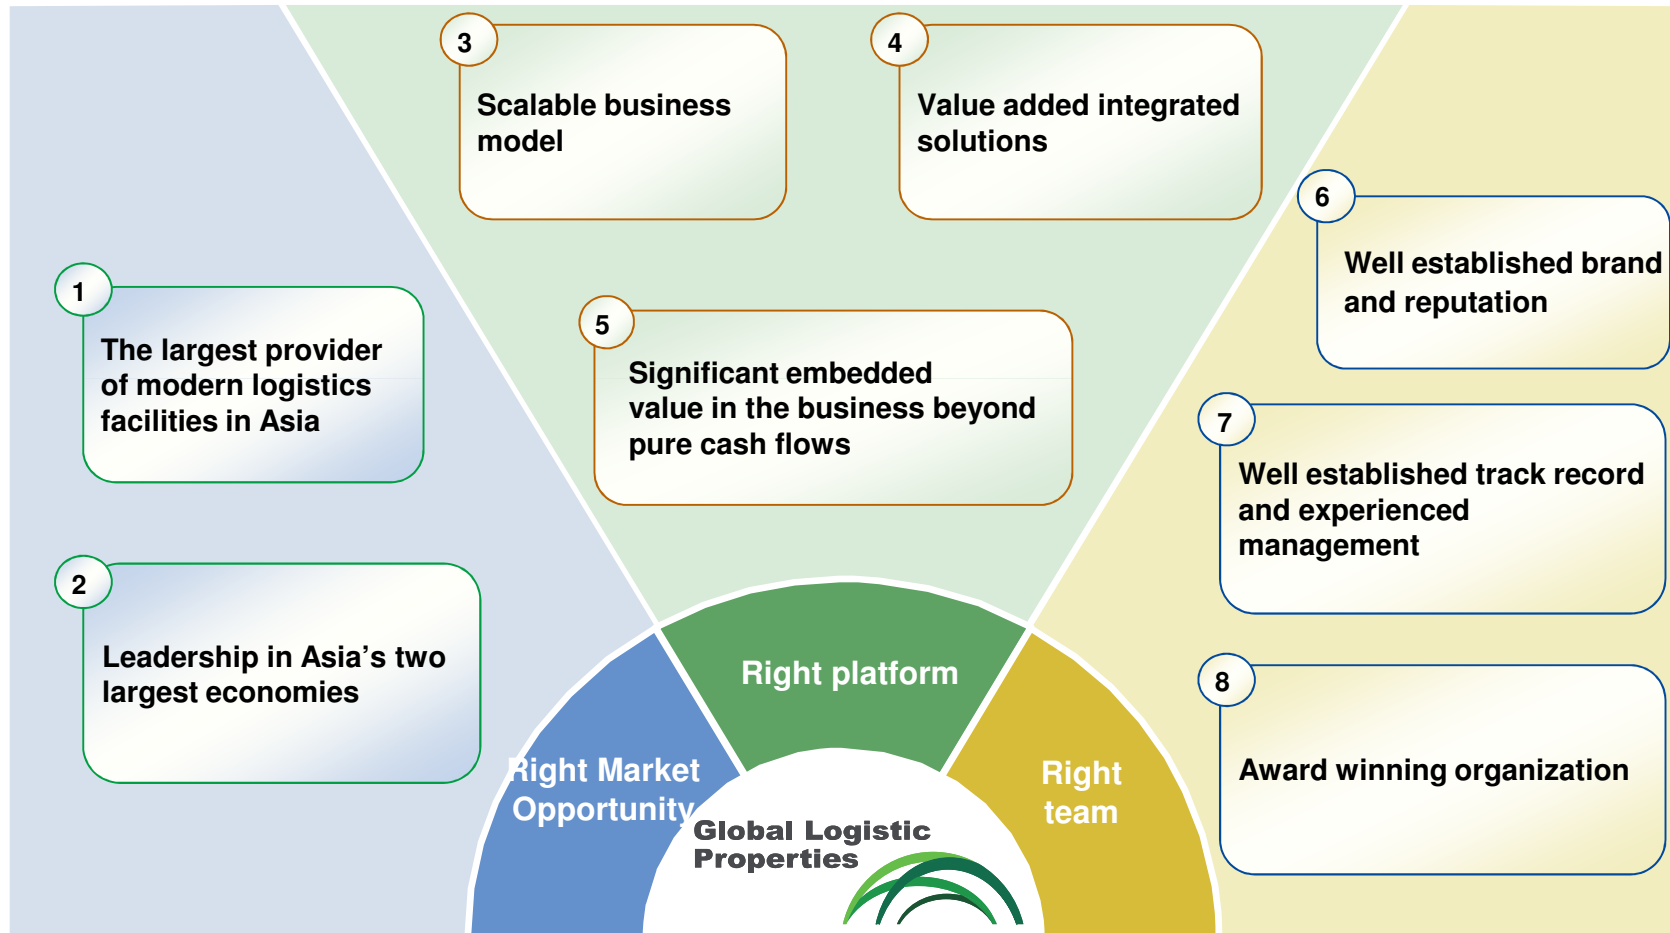 1
The largest provider
of modern logistics
facilities in Asia
2
Leadership in Asia’s two
largest economies
3
Scalable business
model
4
Value added integrated
solutions
5
Significant embedded
value in the business beyond
pure cash flows
6
Well established brand
and reputation
7
Well established track record
and experienced
management
8
Award winning organization
Right Market
Opportunity
Right platform
Right
team
Global Logistic
Properties